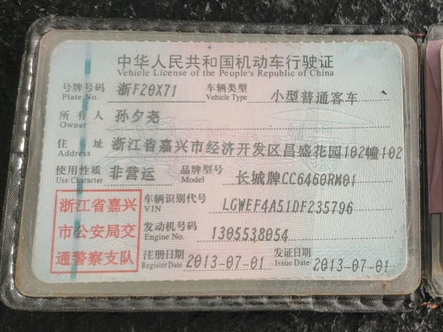 中华人民共和国机动车行驶证
Vehicle License of the People's Republic of China
号牌号码 浙F20X71 车辆类型 小型普通客车
Plate No. Vehicle Type
所有人 孙夕尧
Owner
住址 浙江省嘉兴市经济开发区昌盛花园102幢102
Address
使用性质 非营运 品牌型号 长城牌CC6460RM01
Use Character Model
浙江省嘉兴
市公安局交
通警察支队
车辆识别代号 LGWEF4A51DF235796
VIN
发动机号码 1305538054
Engine No.
注册日期 2013-07-01 发证日期 2013-07-01
Register Date Issue Date